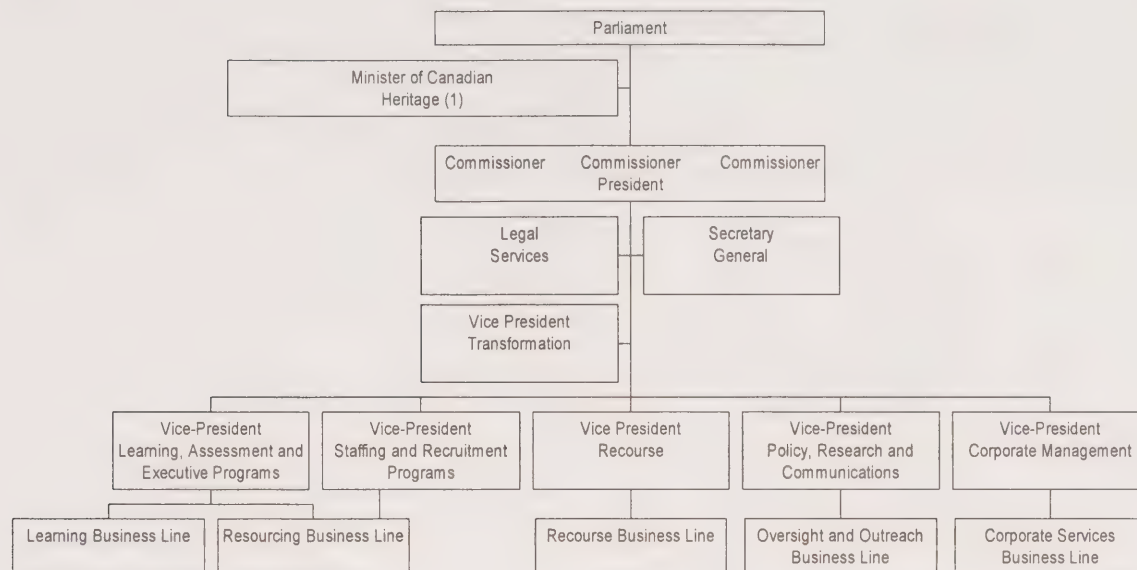 Parliament
Minister of Canadian
Heritage (1)
Commissioner Commissioner Commissioner
President
Legal
Services
Secretary
General
Vice President
Transformation
Vice-President
Learning, Assessment and
Executive Programs
Vice-President
Staffing and Recruitment
Programs
Vice President
Recourse
Vice-President
Policy, Research and
Communications
Vice-President
Corporate Management
Learning Business Line
Resourcing Business Line
Recourse Business Line
Oversight and Outreach
Business Line
Corporate Services
Business Line